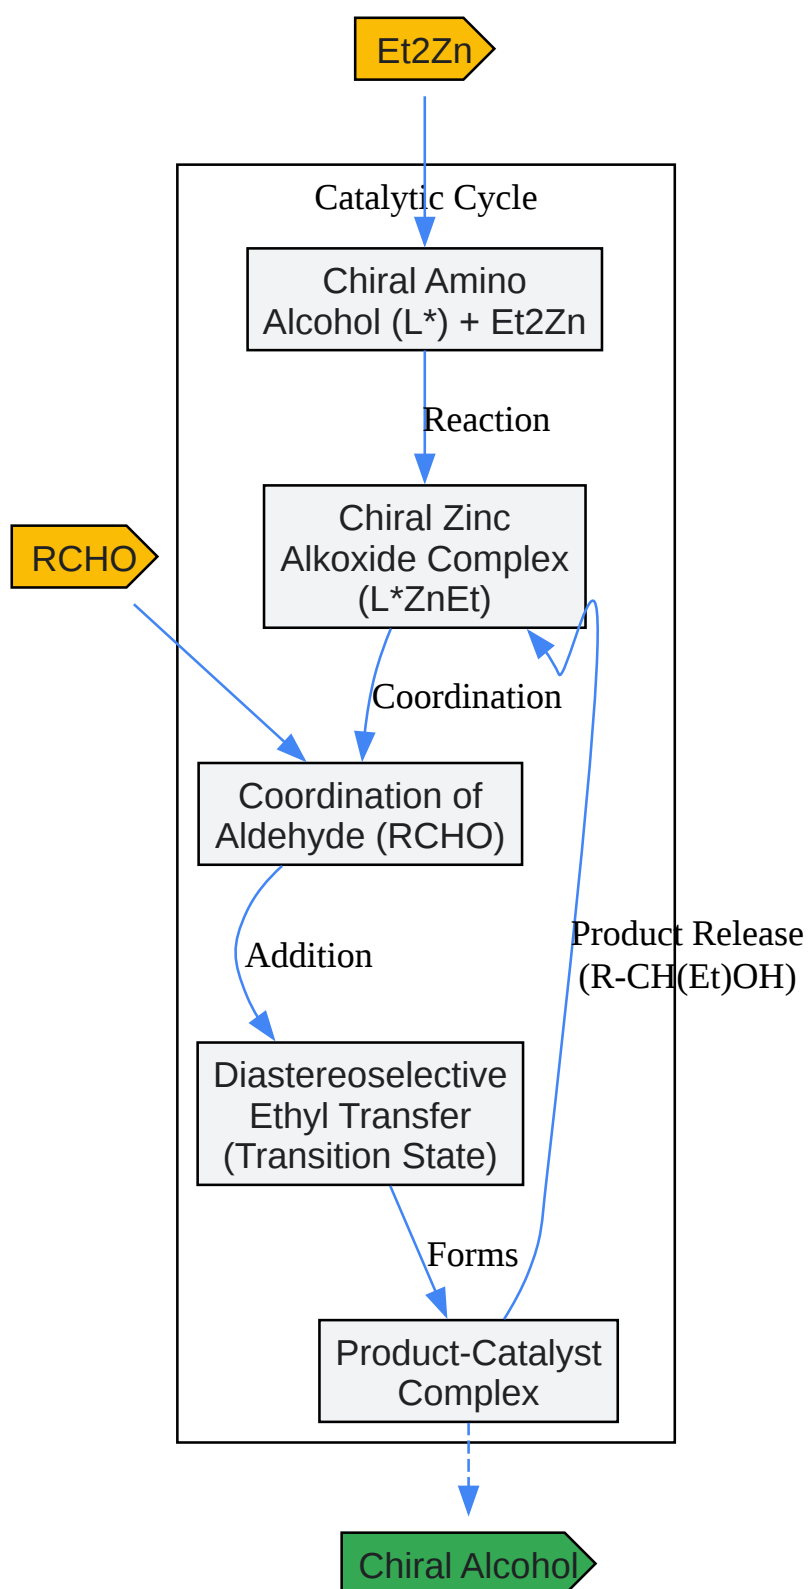 Et2Zn
Catalytic Cycle
Chiral Amino
Alcohol (L*) + Et2Zn
Reaction
Chiral Zinc
Alkoxide Complex
(L*ZnEt)
RCHO
Coordination
Coordination of
Aldehyde (RCHO)
Product Release
(R-CH(Et)OH)
Addition
Diastereoselective
Ethyl Transfer
(Transition State)
Forms
Product-Catalyst
Complex
Chiral Alcohol